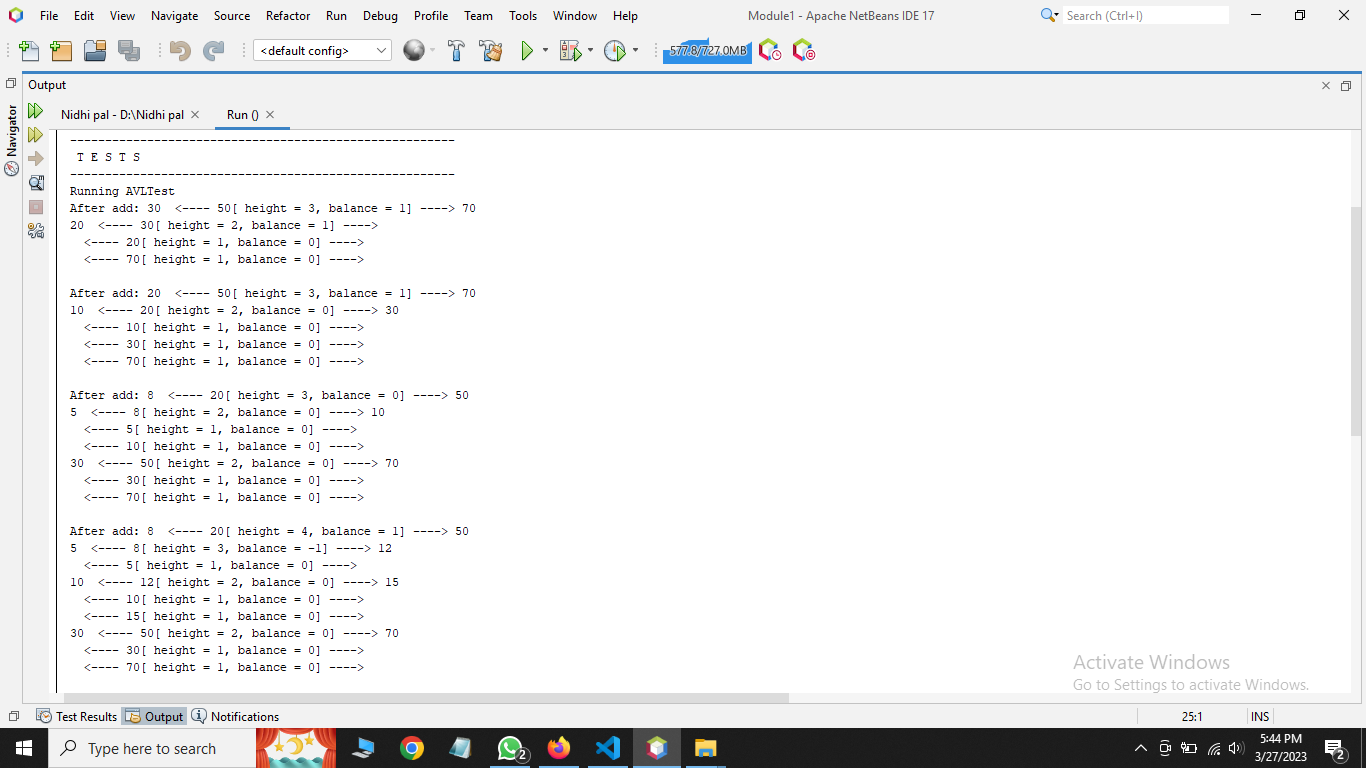 File Edit View Navigate Source Refactor Run Debug Profile Team Tools Window Help Module1 - Apache NetBeans IDE 17 Search (Ctrl+I)
<default config> 577.8/727.0MB
Output
Navigator
Nidhi pal - D:\Nidhi pal Run ()
-------------------------------------------------------
 T E S T S
-------------------------------------------------------
Running AVLTest
After add: 30  <---- 50[ height = 3, balance = 1] ----> 70
20  <---- 30[ height = 2, balance = 1] ---->
  <---- 20[ height = 1, balance = 0] ---->
  <---- 70[ height = 1, balance = 0] ---->

After add: 20  <---- 50[ height = 3, balance = 1] ----> 70
10  <---- 20[ height = 2, balance = 0] ----> 30
  <---- 10[ height = 1, balance = 0] ---->
  <---- 30[ height = 1, balance = 0] ---->
  <---- 70[ height = 1, balance = 0] ---->

After add: 8  <---- 20[ height = 3, balance = 0] ----> 50
5  <---- 8[ height = 2, balance = 0] ----> 10
  <---- 5[ height = 1, balance = 0] ---->
  <---- 10[ height = 1, balance = 0] ---->
30  <---- 50[ height = 2, balance = 0] ----> 70
  <---- 30[ height = 1, balance = 0] ---->
  <---- 70[ height = 1, balance = 0] ---->

After add: 8  <---- 20[ height = 4, balance = 1] ----> 50
5  <---- 8[ height = 3, balance = -1] ----> 12
  <---- 5[ height = 1, balance = 0] ---->
10  <---- 12[ height = 2, balance = 0] ----> 15
  <---- 10[ height = 1, balance = 0] ---->
  <---- 15[ height = 1, balance = 0] ---->
30  <---- 50[ height = 2, balance = 0] ----> 70
  <---- 30[ height = 1, balance = 0] ---->
  <---- 70[ height = 1, balance = 0] ---->
Activate Windows
Go to Settings to activate Windows.
Test Results Output Notifications 25:1 INS
Type here to search 2 5:44 PM 2
3/27/2023